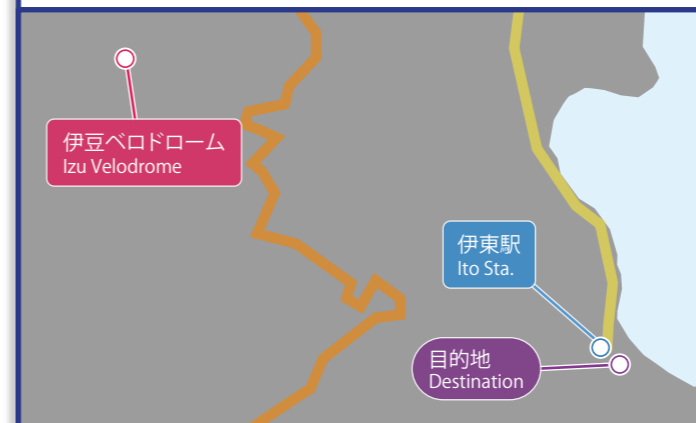 伊豆ベロドローム
Izu Velodrome
伊東駅
Ito Sta.
目的地
Destination